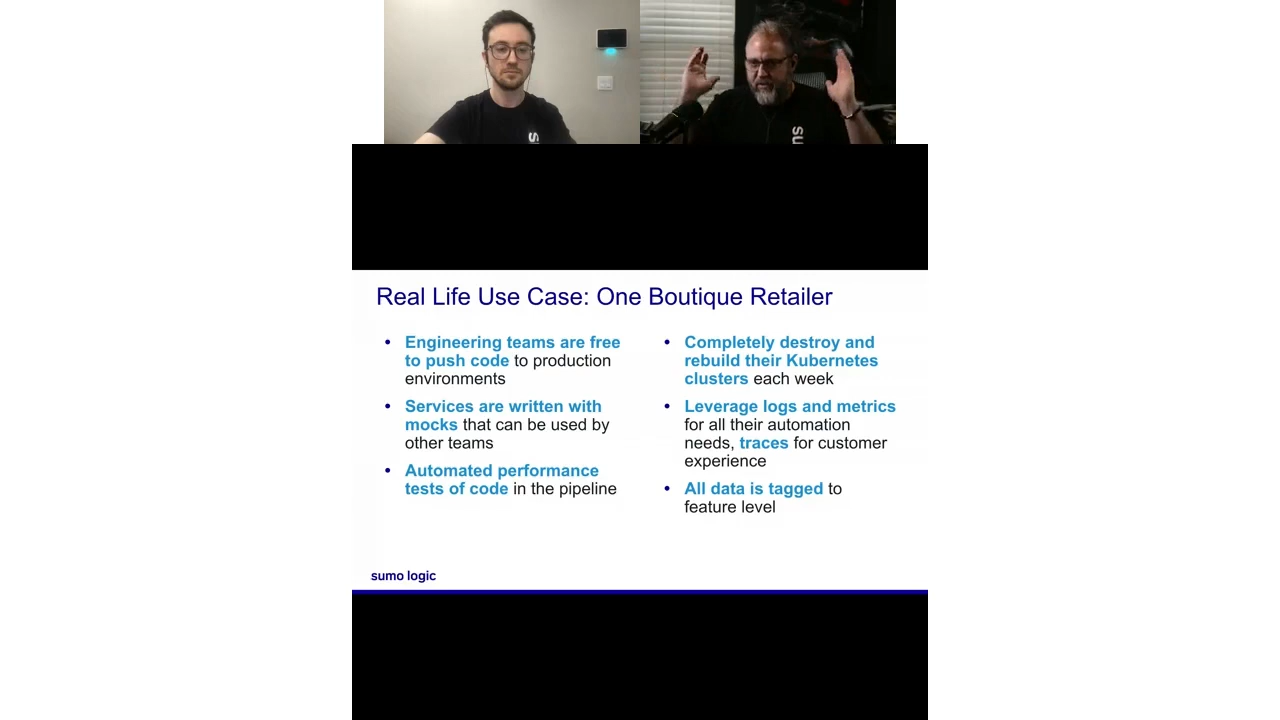 su
su
Real Life Use Case: One Boutique Retailer
• Engineering teams are free
to push code to production
environments
• Services are written with
mocks that can be used by
other teams
• Automated performance
tests of code in the pipeline
• Completely destroy and
rebuild their Kubernetes
clusters each week
• Leverage logs and metrics
for all their automation
needs, traces for customer
experience
• All data is tagged to
feature level
sumo logic